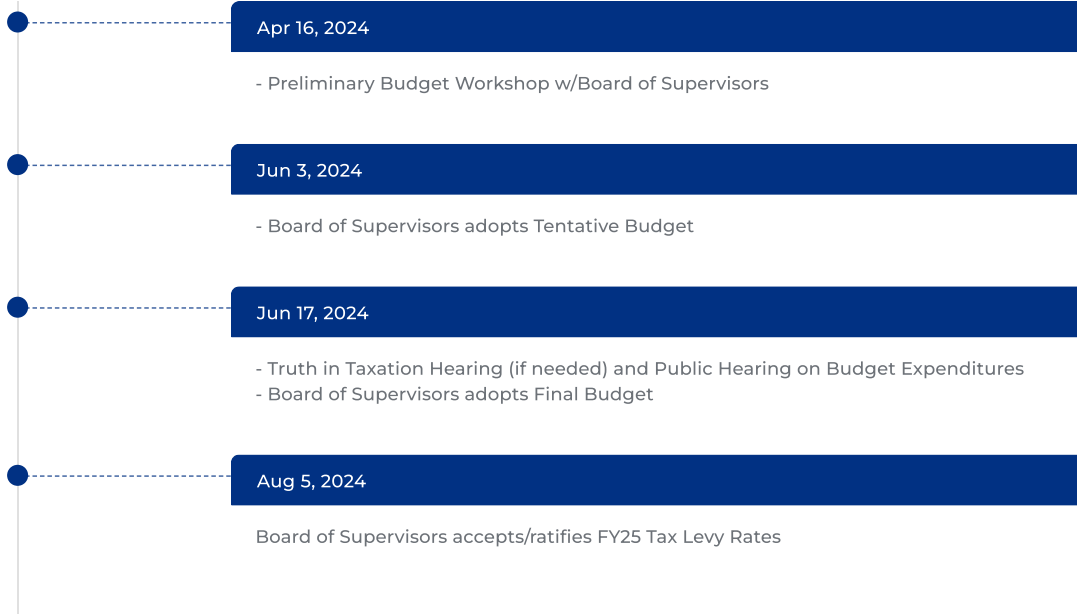 Apr 16, 2024
- Preliminary Budget Workshop w/Board of Supervisors
Jun 3, 2024
- Board of Supervisors adopts Tentative Budget
Jun 17, 2024
- Truth in Taxation Hearing (if needed) and Public Hearing on Budget Expenditures
- Board of Supervisors adopts Final Budget
Aug 5, 2024
Board of Supervisors accepts/ratifies FY25 Tax Levy Rates